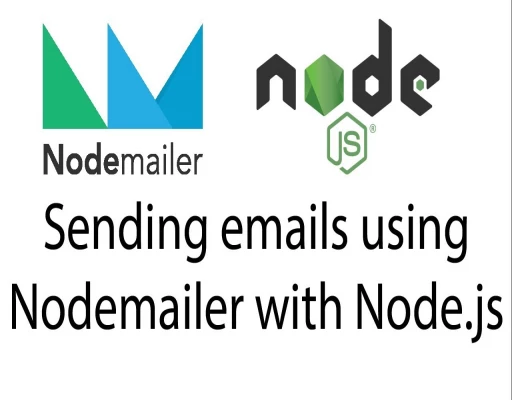 Nodemailer
node
JS®
Sending emails using
Nodemailer with Node.js